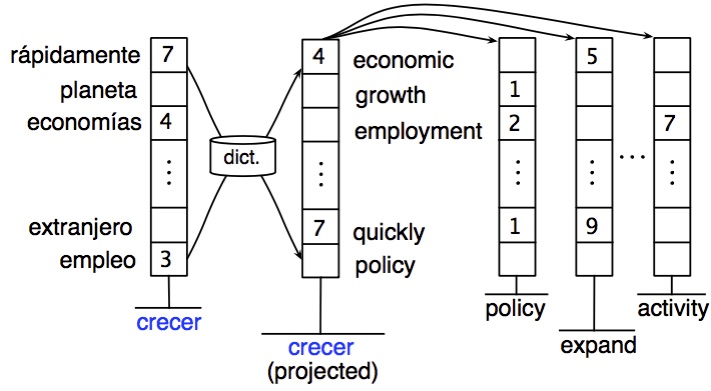 rápidamente 7 4 economic 5
planeta growth 1
economías 4 employment 2 7
dict.
⋮ ⋮ ⋮ ⋮ ... ⋮
extranjero 7 quickly 1 9
empleo 3 policy
crecer policy activity
crecer expand
(projected)